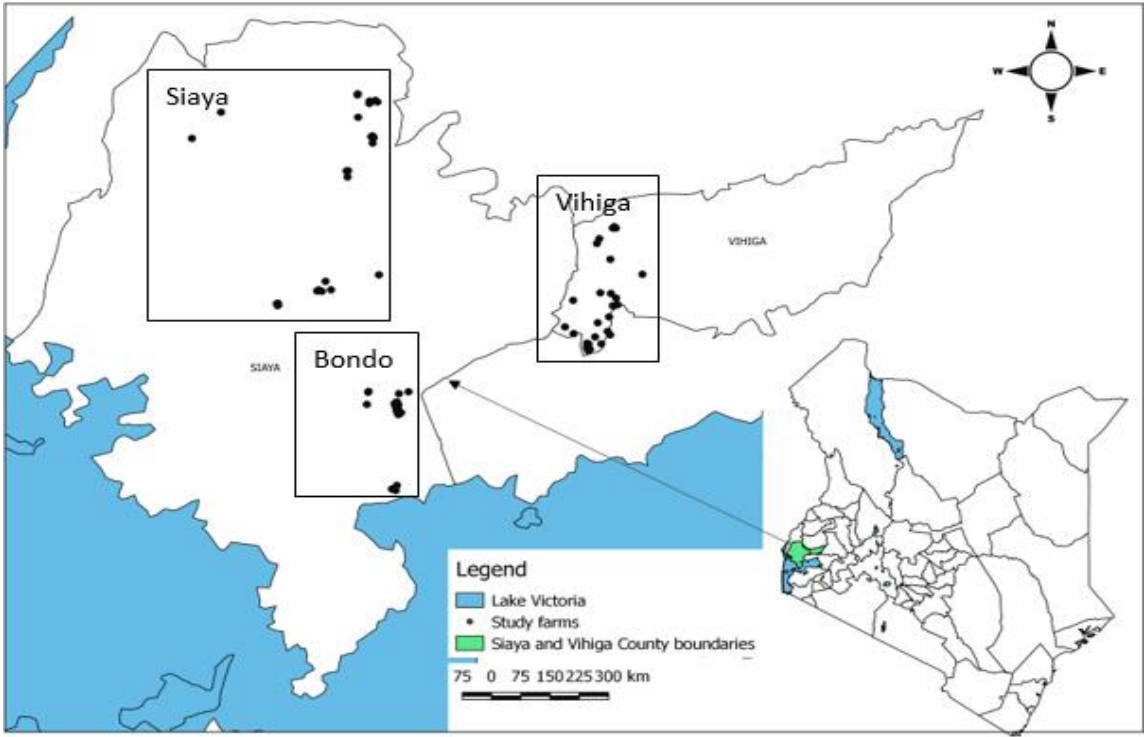 N
W E
S
Siaya
Vihiga
VIHIGA
SIAYA
Bondo
Legend
Lake Victoria
Study farms
Siaya and Vihiga County boundaries
75 0 75 150 225 300 km